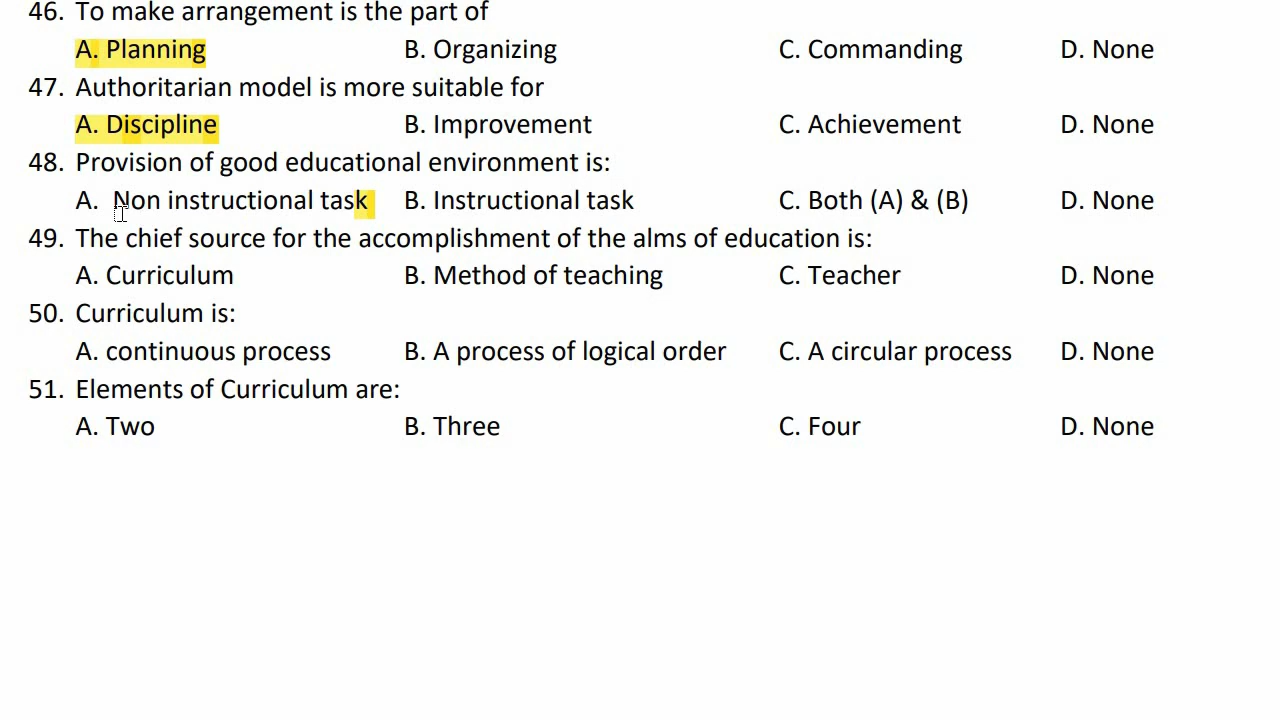 46. To make arrangement is the part of
A. Planning B. Organizing C. Commanding D. None
47. Authoritarian model is more suitable for
A. Discipline B. Improvement C. Achievement D. None
48. Provision of good educational environment is:
A. Non instructional task B. Instructional task C. Both (A) & (B) D. None
49. The chief source for the accomplishment of the alms of education is:
A. Curriculum B. Method of teaching C. Teacher D. None
50. Curriculum is:
A. continuous process B. A process of logical order C. A circular process D. None
51. Elements of Curriculum are:
A. Two B. Three C. Four D. None